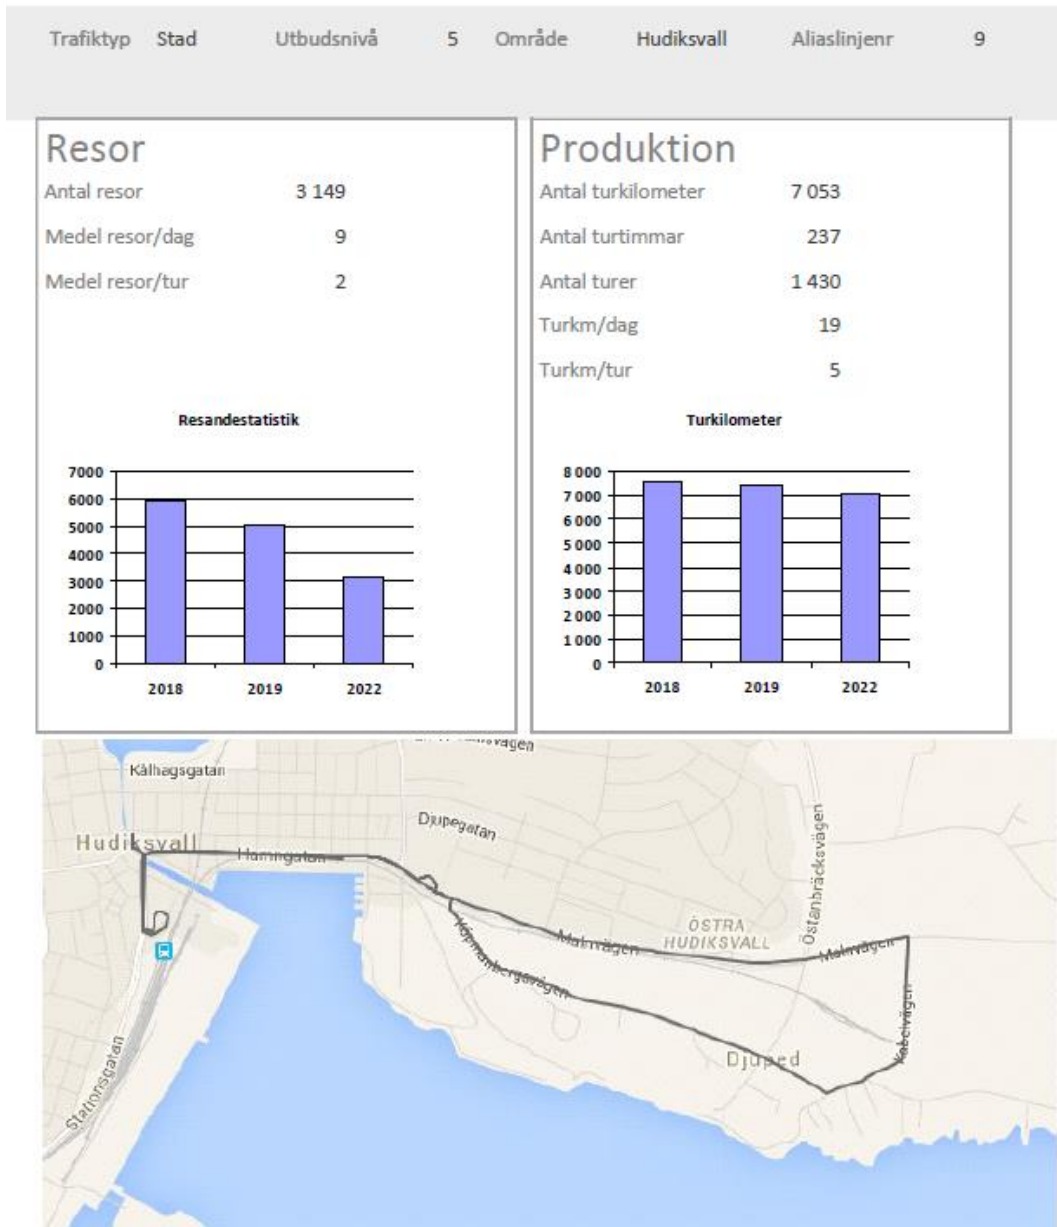 Trafiktyp Stad Utbudsnivå 5 Område Hudiksvall Aliaslinjenr 9
Resor
Antal resor 3 149
Medel resor/dag 9
Medel resor/tur 2
Resandestatistik
7000
6000
5000
4000
3000
2000
1000
0
2018 2019 2022
Produktion
Antal turkilometer 7 053
Antal turtimmar 237
Antal turer 1 430
Turkm/dag 19
Turkm/tur 5
Turkilometer
8 000
7 000
6 000
5 000
4 000
3 000
2 000
1 000
0
2018 2019 2022
Kålhagsgatan
Djupegatan
Hudiksvall
Hamngatan
Östanbräcksvägen
ÖSTRA
HUDIKSVALL
Malnvägen
Malnvägen
Köpmanbergsvägen
Kabelvägen
Djuped
Stationsgatan